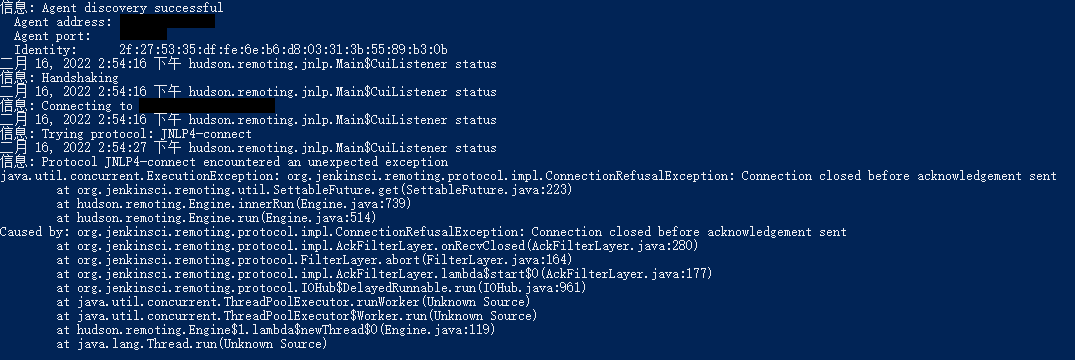 信息: Agent discovery successful
Agent address:
Agent port:
Identity: 2f:27:53:35:df:fe:6e:b6:d8:03:31:3b:55:89:b3:0b
二月 16, 2022 2:54:16 下午 hudson.remoting.jnlp.Main$CuiListener status
信息: Handshaking
二月 16, 2022 2:54:16 下午 hudson.remoting.jnlp.Main$CuiListener status
信息: Connecting to
二月 16, 2022 2:54:16 下午 hudson.remoting.jnlp.Main$CuiListener status
信息: Trying protocol: JNLP4-connect
二月 16, 2022 2:54:27 下午 hudson.remoting.jnlp.Main$CuiListener status
信息: Protocol JNLP4-connect encountered an unexpected exception
java.util.concurrent.ExecutionException: org.jenkinsci.remoting.protocol.impl.ConnectionRefusalException: Connection closed before acknowledgement sent
at org.jenkinsci.remoting.util.SettableFuture.get(SettableFuture.java:223)
at hudson.remoting.Engine.innerRun(Engine.java:739)
at hudson.remoting.Engine.run(Engine.java:514)
Caused by: org.jenkinsci.remoting.protocol.impl.ConnectionRefusalException: Connection closed before acknowledgement sent
at org.jenkinsci.remoting.protocol.impl.AckFilterLayer.onRecvClosed(AckFilterLayer.java:280)
at org.jenkinsci.remoting.protocol.FilterLayer.abort(FilterLayer.java:164)
at org.jenkinsci.remoting.protocol.impl.AckFilterLayer.lambda$start$0(AckFilterLayer.java:177)
at org.jenkinsci.remoting.protocol.IOHub$DelayedRunnable.run(IOHub.java:961)
at java.util.concurrent.ThreadPoolExecutor.runWorker(Unknown Source)
at java.util.concurrent.ThreadPoolExecutor$Worker.run(Unknown Source)
at hudson.remoting.Engine$1.lambda$newThread$0(Engine.java:119)
at java.lang.Thread.run(Unknown Source)